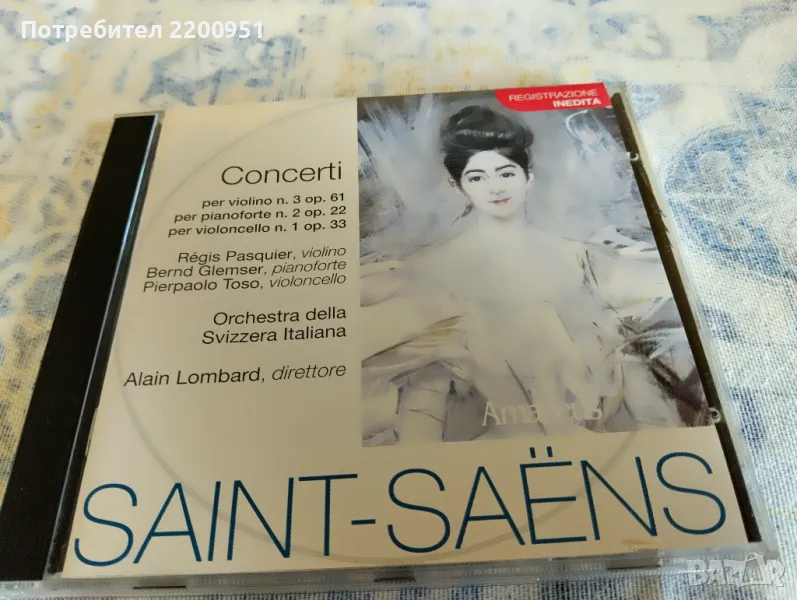 Потребител 2200951
REGISTRAZIONE
INEDITA
Concerti
per violino n. 3 op. 61
per pianoforte n. 2 op. 22
per violoncello n. 1 op. 33
Régis Pasquier, violino
Bernd Glemser, pianoforte
Pierpaolo Toso, violoncello
Orchestra della
Svizzera Italiana
Alain Lombard, direttore
Amadeus
SAINT-SAËNS
BAZAR